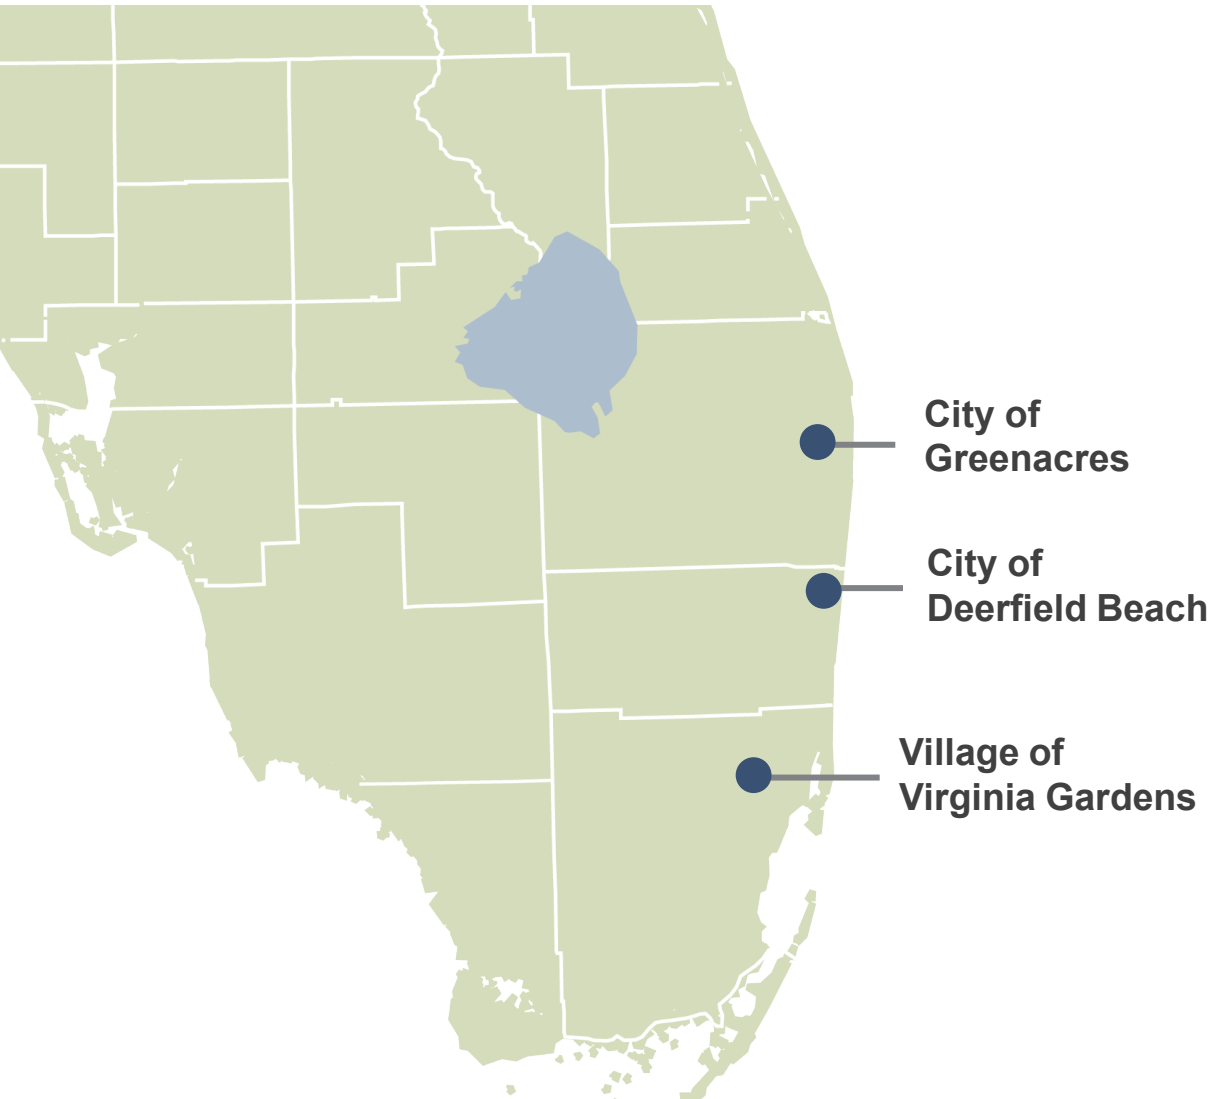 City of
Greenacres
City of
Deerfield Beach
Village of
Virginia Gardens